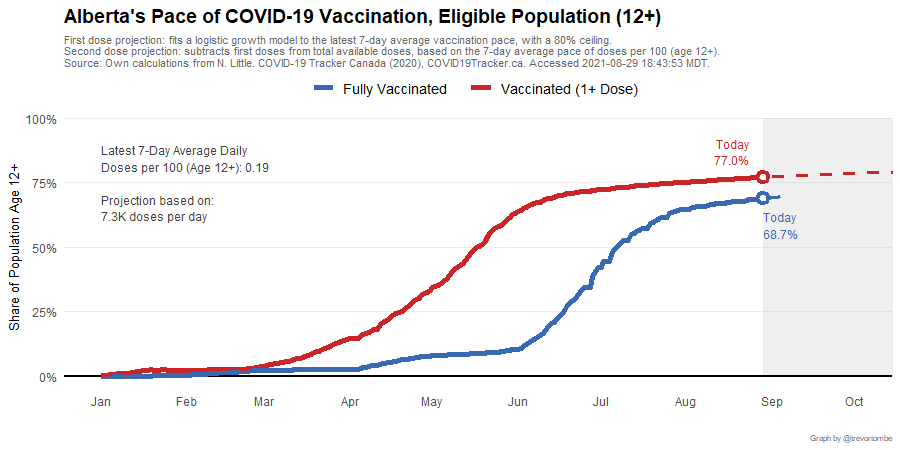 Alberta's Pace of COVID-19 Vaccination, Eligible Population (12+)
First dose projection: fits a logistic growth model to the latest 7-day average vaccination pace, with a 80% ceiling.
Second dose projection: subtracts first doses from total available doses, based on the 7-day average pace of doses per 100 (age 12+).
Source: Own calculations from N. Little. COVID-19 Tracker Canada (2020), COVID19Tracker.ca. Accessed 2021-08-29 18:43:53 MDT.
Fully Vaccinated
Vaccinated (1+ Dose)
Share of Population Age 12+
100%
75%
50%
25%
0%
Latest 7-Day Average Daily
Doses per 100 (Age 12+): 0.19
Projection based on:
7.3K doses per day
Today
77.0%
Today
68.7%
Jan
Feb
Mar
Apr
May
Jun
Jul
Aug
Sep
Oct
Graph by @trevortombe